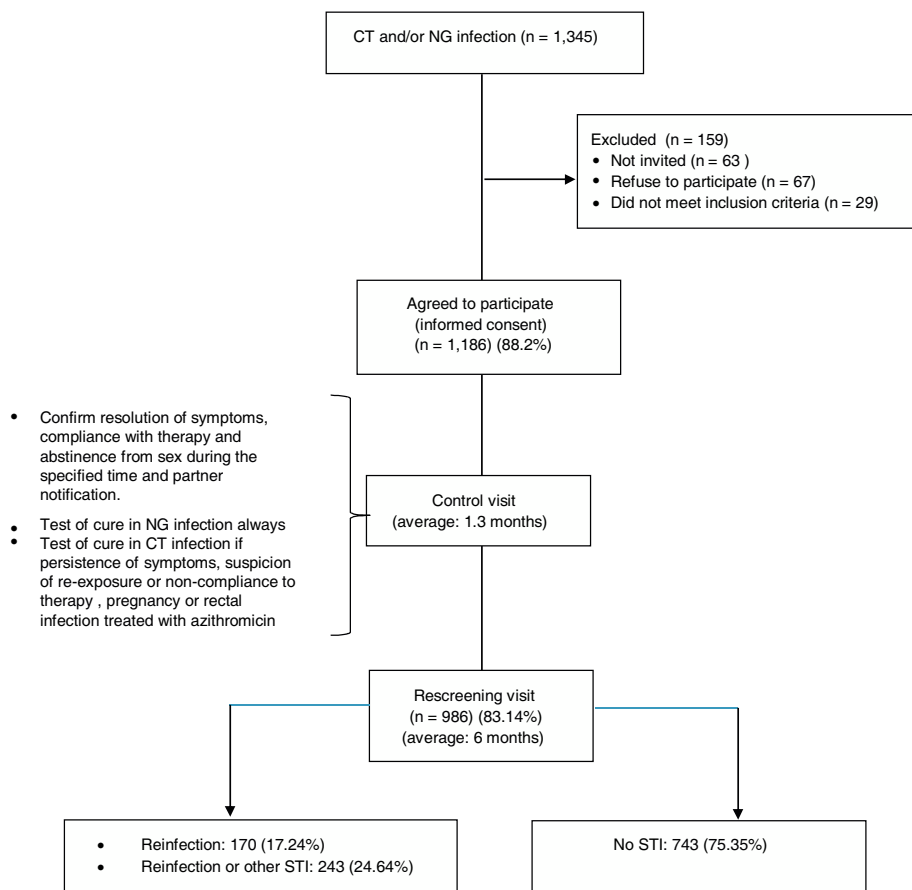 CT and/or NG infection (n = 1,345)
Excluded (n = 159)
• Not invited (n = 63 )
• Refuse to participate (n = 67)
• Did not meet inclusion criteria (n = 29)
Agreed to participate
(informed consent)
(n = 1,186) (88.2%)
• Confirm resolution of symptoms,
compliance with therapy and
abstinence from sex during the
specified time and partner
notification.
• Test of cure in NG infection always
• Test of cure in CT infection if
persistence of symptoms, suspicion
of re-exposure or non-compliance to
therapy , pregnancy or rectal
infection treated with azithromicin
Control visit
(average: 1.3 months)
Rescreening visit
(n = 986) (83.14%)
(average: 6 months)
• Reinfection: 170 (17.24%)
• Reinfection or other STI: 243 (24.64%)
No STI: 743 (75.35%)